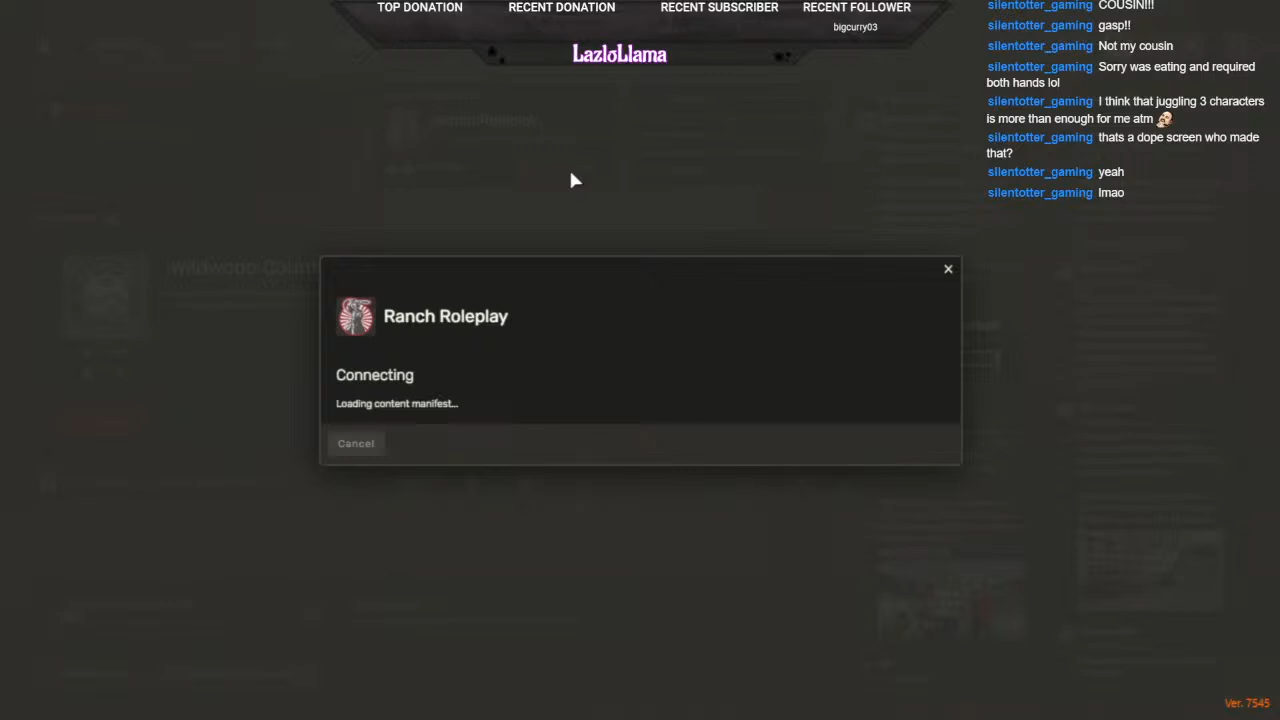 TOP DONATION
RECENT DONATION
RECENT SUBSCRIBER
RECENT FOLLOWER
bigcurry03
LazloLlama
silentotter_gaming COUSIN!!!
silentotter_gaming gasp!!
silentotter_gaming Not my cousin
silentotter_gaming Sorry was eating and required
both hands lol
silentotter_gaming I think that juggling 3 characters
is more than enough for me atm
silentotter_gaming thats a dope screen who made
that?
silentotter_gaming yeah
silentotter_gaming lmao
Ranch Roleplay
Connecting
Loading content manifest...
Cancel
Ver. 7545